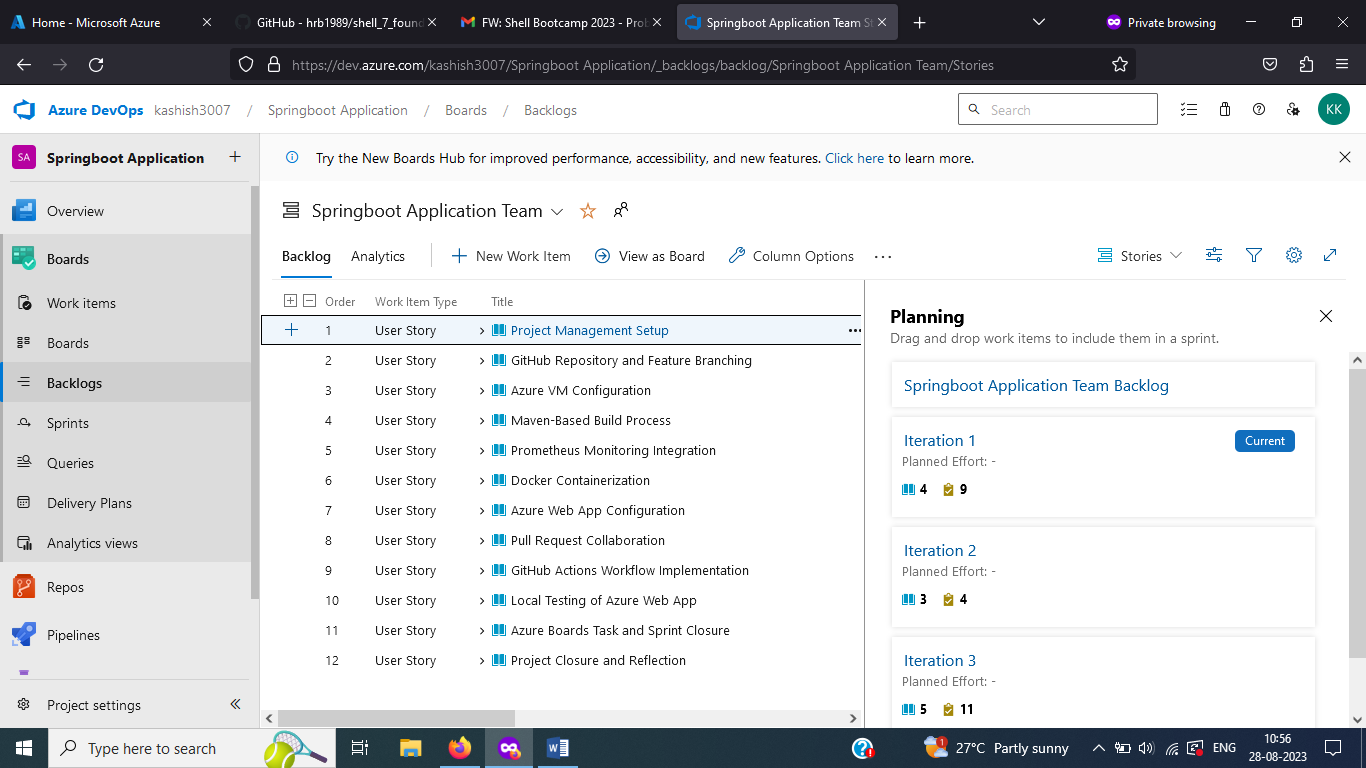 Home - Microsoft Azure
GitHub - hrb1989/shell_7_found
FW: Shell Bootcamp 2023 - Prob
Springboot Application Team St
Private browsing
https://dev.azure.com/kashish3007/Springboot Application/_backlogs/backlog/Springboot Application Team/Stories
Azure DevOps kashish3007 / Springboot Application / Boards / Backlogs
Search
KK
SA Springboot Application
Try the New Boards Hub for improved performance, accessibility, and new features. Click here to learn more.
Overview
Boards
Work items
Boards
Backlogs
Sprints
Queries
Delivery Plans
Analytics views
Repos
Pipelines
Project settings
Springboot Application Team
Backlog Analytics New Work Item View as Board Column Options
Stories
Order Work Item Type Title
1 User Story Project Management Setup
2 User Story GitHub Repository and Feature Branching
3 User Story Azure VM Configuration
4 User Story Maven-Based Build Process
5 User Story Prometheus Monitoring Integration
6 User Story Docker Containerization
7 User Story Azure Web App Configuration
8 User Story Pull Request Collaboration
9 User Story GitHub Actions Workflow Implementation
10 User Story Local Testing of Azure Web App
11 User Story Azure Boards Task and Sprint Closure
12 User Story Project Closure and Reflection
Planning
Drag and drop work items to include them in a sprint.
Springboot Application Team Backlog
Iteration 1 Current
Planned Effort: -
4 9
Iteration 2
Planned Effort: -
3 4
Iteration 3
Planned Effort: -
5 11
Type here to search
1
27°C Partly sunny
ENG
10:56
28-08-2023